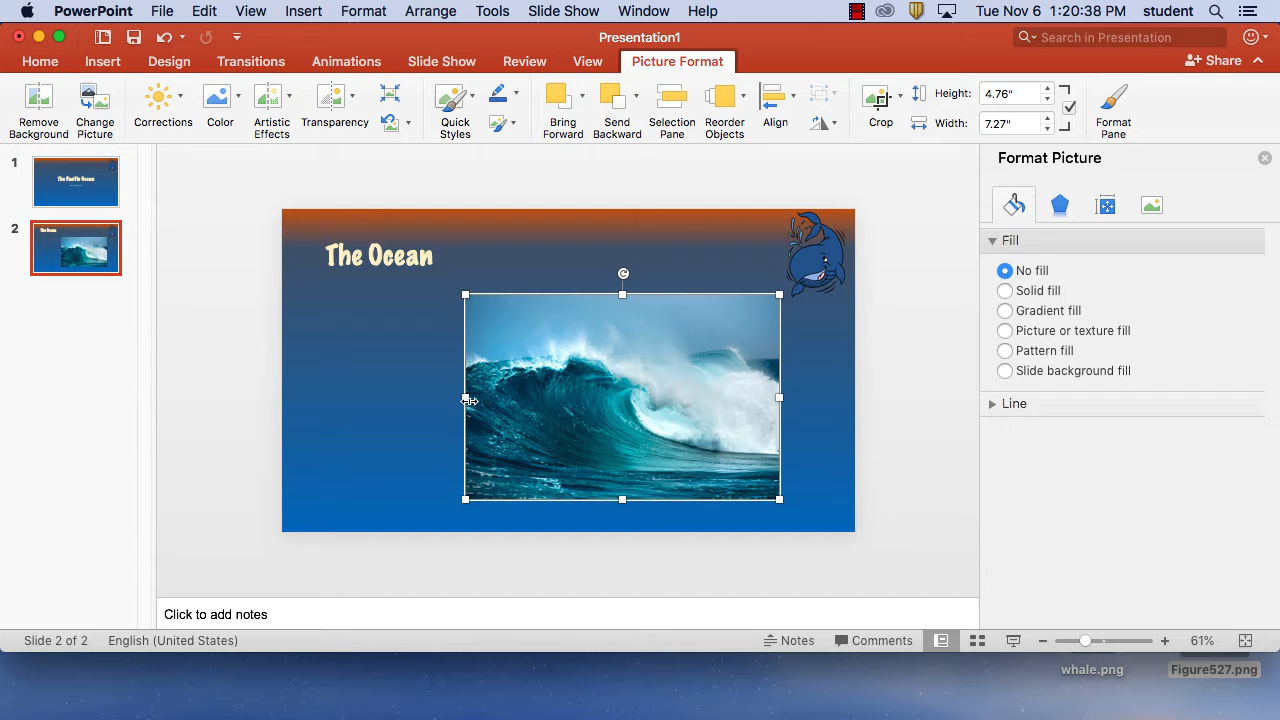 PowerPoint File Edit View Insert Format Arrange Tools Slide Show Window Help Tue Nov 6 1:20:38 PM student
Presentation1
Search in Presentation
Home Insert Design Transitions Animations Slide Show Review View Picture Format Share
Remove Background
Change Picture
Corrections
Color
Artistic Effects
Transparency
Quick Styles
Bring Forward
Send Backward
Selection Pane
Reorder Objects
Align
Crop
Height: 4.76"
Width: 7.27"
Format Pane
1
The Pacific Ocean
2
The Ocean
The Ocean
Format Picture
Fill
No fill
Solid fill
Gradient fill
Picture or texture fill
Pattern fill
Slide background fill
Line
Click to add notes
Slide 2 of 2 English (United States) Notes Comments 61%
whale.png Figure527.png